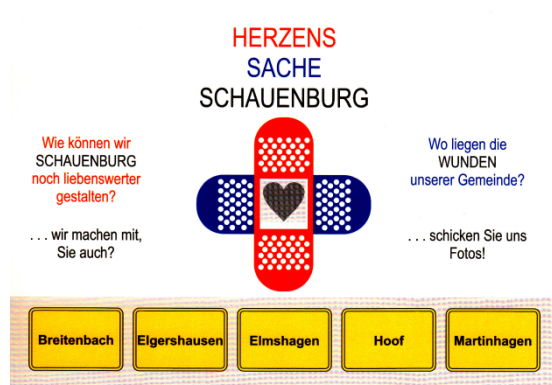 HERZENS
SACHE
SCHAUENBURG
Wie können wir
SCHAUENBURG
noch liebenswerter
gestalten?
. . . wir machen mit,
Sie auch?
Wo liegen die
WUNDEN
unserer Gemeinde?
. . . schicken Sie uns
Fotos!
Breitenbach
Elgershausen
Elmshagen
Hoof
Martinhagen